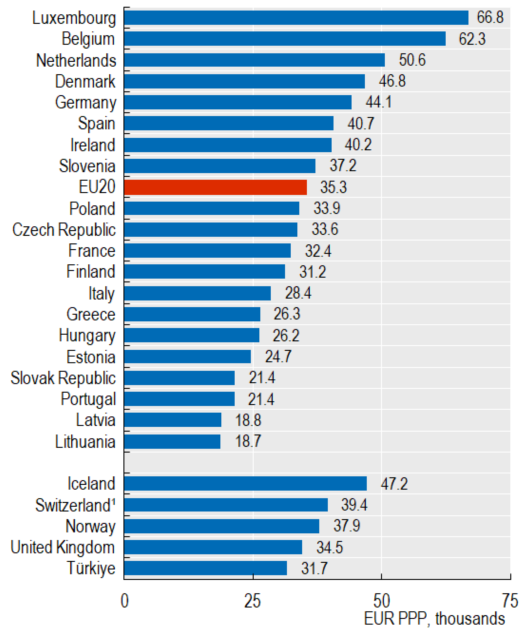 Luxembourg 66.8
Belgium 62.3
Netherlands 50.6
Denmark 46.8
Germany 44.1
Spain 40.7
Ireland 40.2
Slovenia 37.2
EU20 35.3
Poland 33.9
Czech Republic 33.6
France 32.4
Finland 31.2
Italy 28.4
Greece 26.3
Hungary 26.2
Estonia 24.7
Slovak Republic 21.4
Portugal 21.4
Latvia 18.8
Lithuania 18.7
Iceland 47.2
Switzerland¹ 39.4
Norway 37.9
United Kingdom 34.5
Türkiye 31.7
0 25 50 75
EUR PPP, thousands